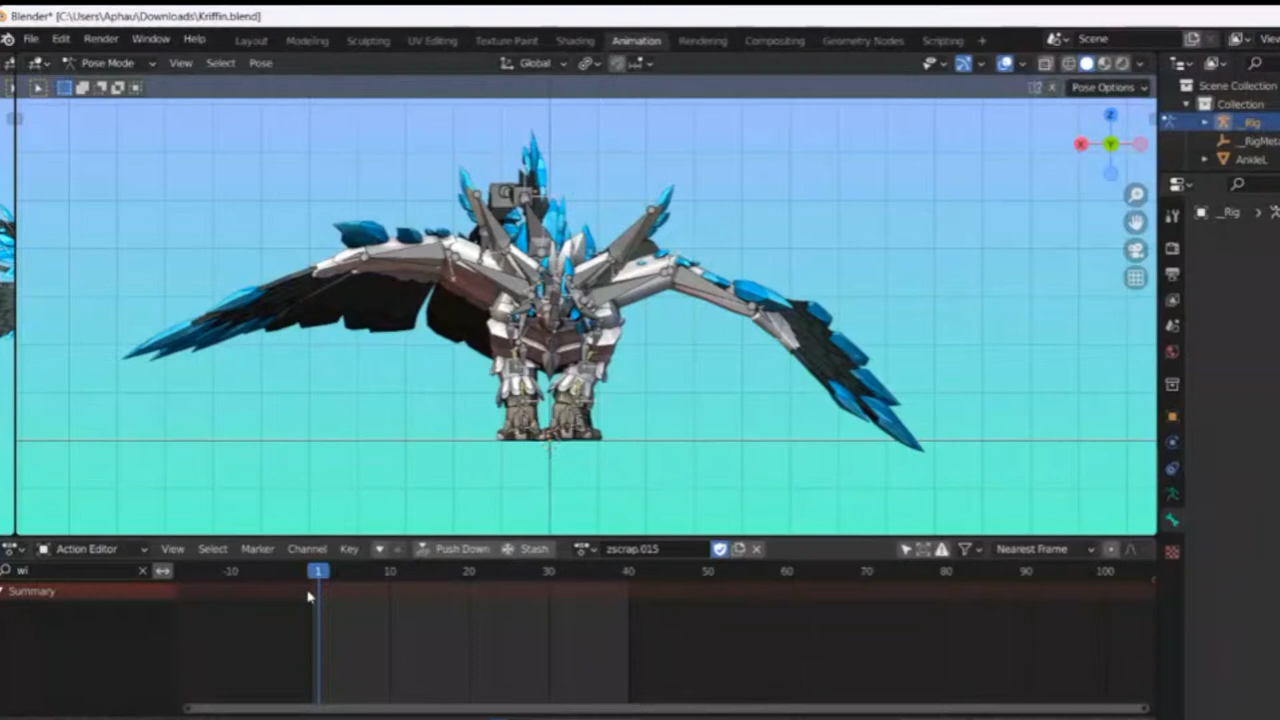 Blender* [C:\Users\Aphau\Downloads\Kriffin.blend]
File Edit Render Window Help Layout Modeling Sculpting UV Editing Texture Paint Shading Animation Rendering Compositing Geometry Nodes Scripting + Scene
Pose Mode View Select Pose Global
Pose Options
Scene Collection
Collection
_Rig
_RigMeta
AnkleL
_Rig
Z
X
Y
Action Editor View Select Marker Channel Key Push Down Stash zscrap.015 Nearest Frame
wi -10 1 10 20 30 40 50 60 70 80 90 100
Summary